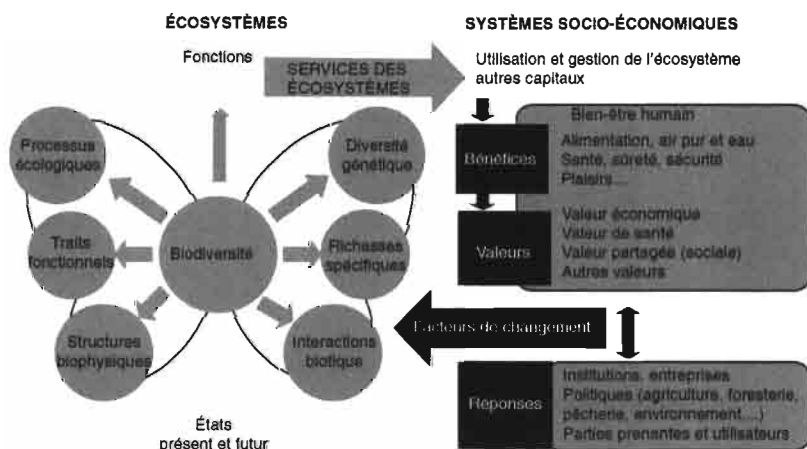 ÉCOSYSTÈMES
Fonctions
SERVICES DES
ÉCOSYSTÈMES
Processus
écologiques
Diversité
génétique
Traits
fonctionnels
Biodiversité
Richesses
spécifiques
Structures
biophysiques
Interactions
biotique
États
présent et futur
SYSTÈMES SOCIO-ÉCONOMIQUES
Utilisation et gestion de l'écosystème
autres capitaux
Bien-être humain
Bénéfices
Alimentation, air pur et eau
Santé, sûreté, sécurité
Plaisirs...
Valeurs
Valeur économique
Valeur de santé
Valeur partagée (sociale)
Autres valeurs
Facteurs de changement
Réponses
Institutions, entreprises
Politiques (agriculture, foresterie,
pêcherie, environnement...)
Parties prenantes et utilisateurs